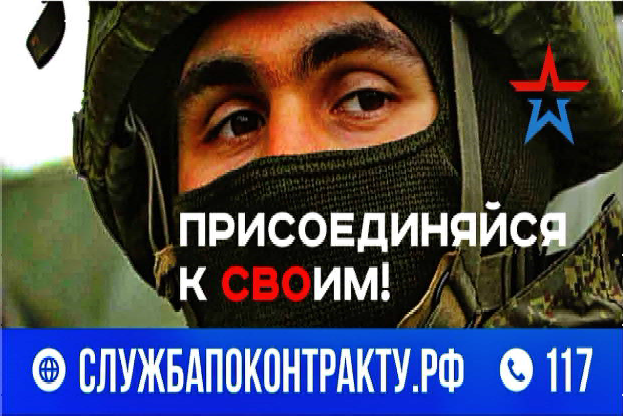 ПРИСОЕДИНЯЙСЯ
К СВОИМ!
СЛУЖБАПОКОНТРАКТУ.РФ 117